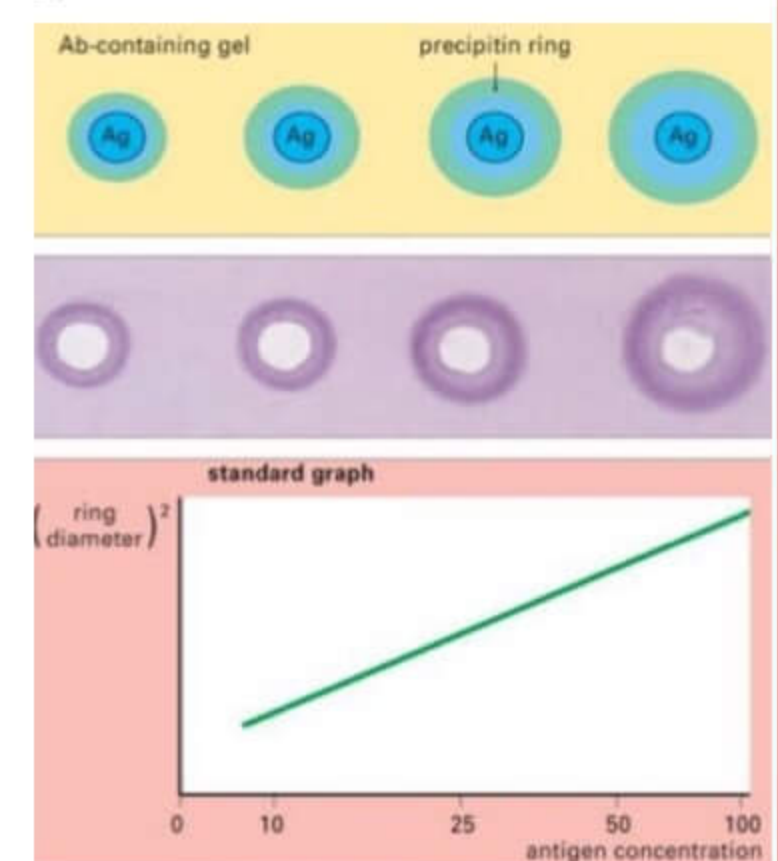 Ab-containing gel
precipitin ring
Ag
Ag
Ag
Ag
standard graph
(ring diameter)²
0
10
25
50
100
antigen concentration